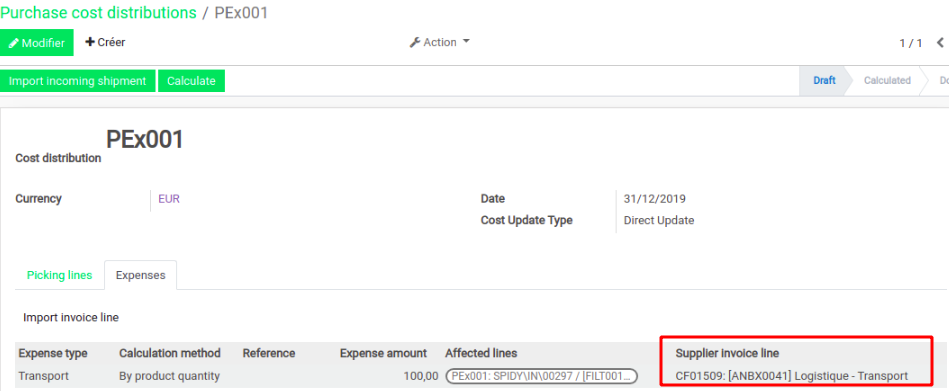 Purchase cost distributions / PEx001
Modifier Créer Action 1 / 1
Import incoming shipment Calculate Draft Calculated
PEx001
Cost distribution
Currency EUR Date 31/12/2019
Cost Update Type Direct Update
Picking lines Expenses
Import invoice line
Expense type Calculation method Reference Expense amount Affected lines Supplier invoice line
Transport By product quantity 100,00 PEx001: SPIDY\IN\00297 / [FILT001... CF01509: [ANBX0041] Logistique - Transport